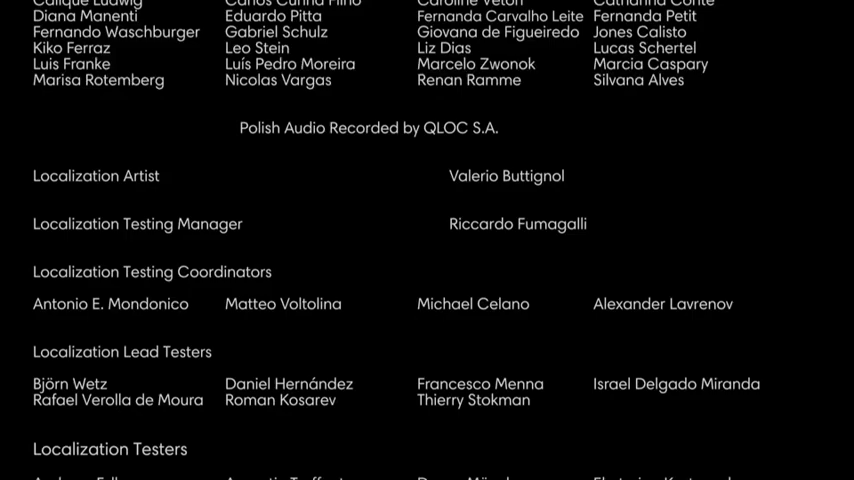 Diana Manenti Eduardo Pitta Fernanda Carvalho Leite Fernanda Petit
Fernando Waschburger Gabriel Schulz Giovana de Figueiredo Jones Calisto
Kiko Ferraz Leo Stein Liz Dias Lucas Schertel
Luis Franke Luís Pedro Moreira Marcelo Zwonok Marcia Caspary
Marisa Rotemberg Nicolas Vargas Renan Ramme Silvana Alves
Polish Audio Recorded by QLOC S.A.
Localization Artist Valerio Buttignol
Localization Testing Manager Riccardo Fumagalli
Localization Testing Coordinators
Antonio E. Mondonico Matteo Voltolina Michael Celano Alexander Lavrenov
Localization Lead Testers
Björn Wetz Daniel Hernández Francesco Menna Israel Delgado Miranda
Rafael Verolla de Moura Roman Kosarev Thierry Stokman
Localization Testers